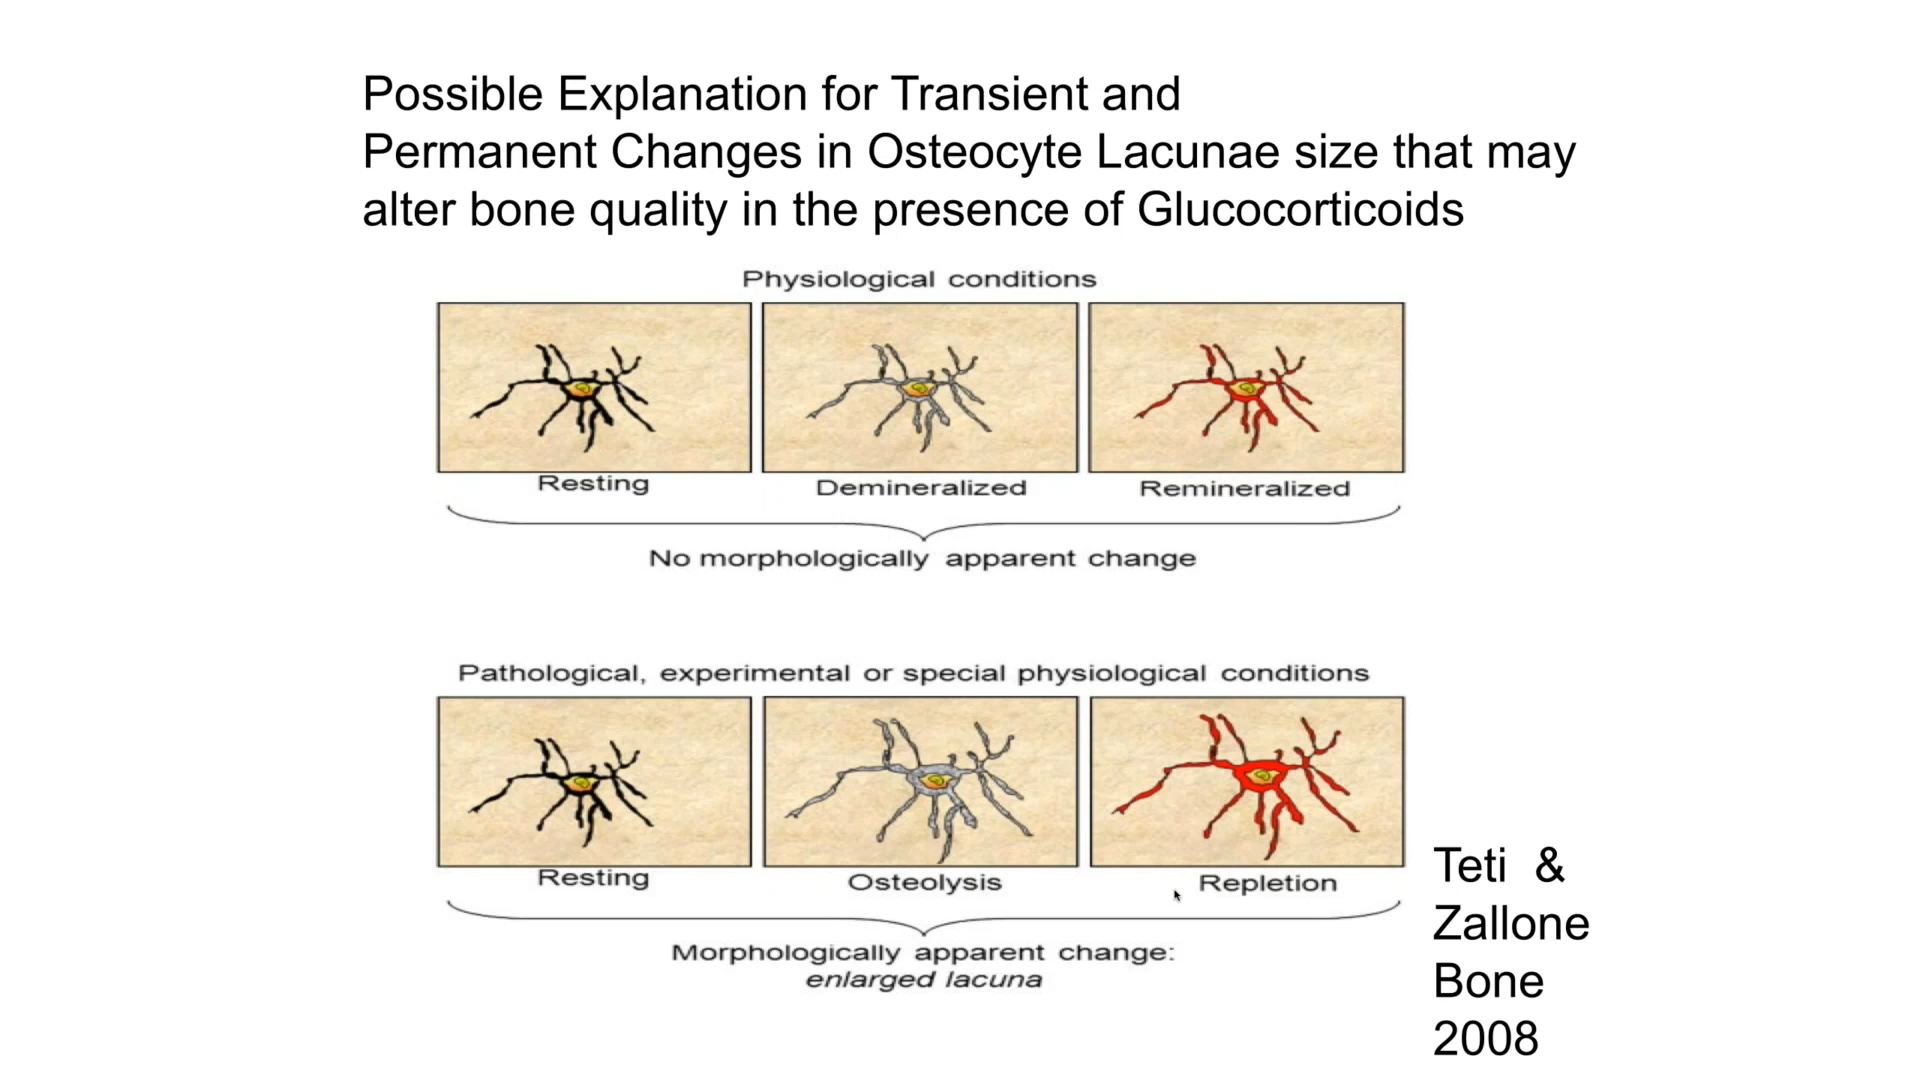 Possible Explanation for Transient and
Permanent Changes in Osteocyte Lacunae size that may
alter bone quality in the presence of Glucocorticoids
Physiological conditions
Resting
Demineralized
Remineralized
No morphologically apparent change
Pathological, experimental or special physiological conditions
Resting
Osteolysis
Repletion
Morphologically apparent change:
enlarged lacuna
Teti &
Zallone
Bone
2008